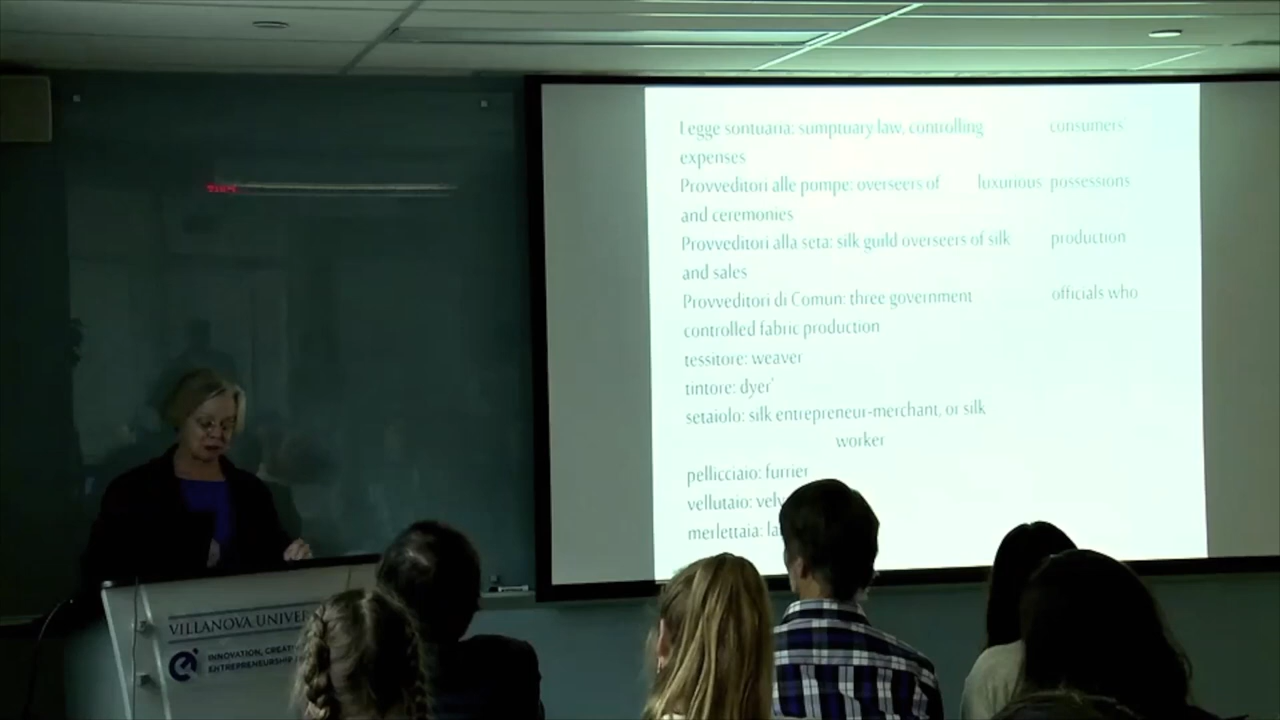 Legge sontuaria: sumptuary law, controlling consumers
expenses
Provveditori alle pompe: overseers of luxurious possessions
and ceremonies
Provveditori alla seta: silk guild overseers of silk production
and sales
Provveditori di Comun: three government officials who
controlled fabric production
tessitore: weaver
tintore: dyer'
setaiolo: silk entrepreneur-merchant, or silk
worker
pellicciaio: furrier
vellutaio:
merlettaia:
VILLANOVA
INNOVATION,
ENTREPRENEURSHIP